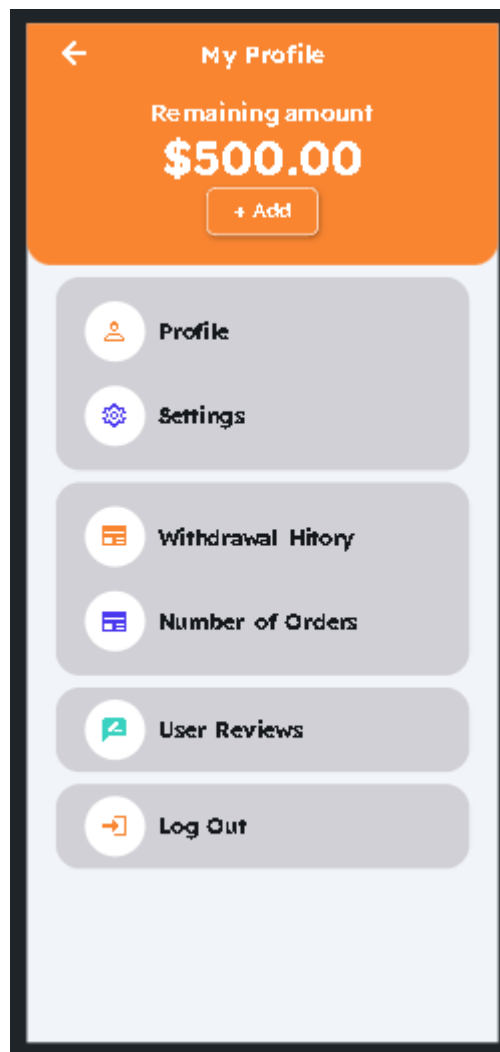 My Profile
Remaining amount
$500.00
+ Add
Profile
Settings
Withdrawal Hitory
Number of Orders
User Reviews
Log Out